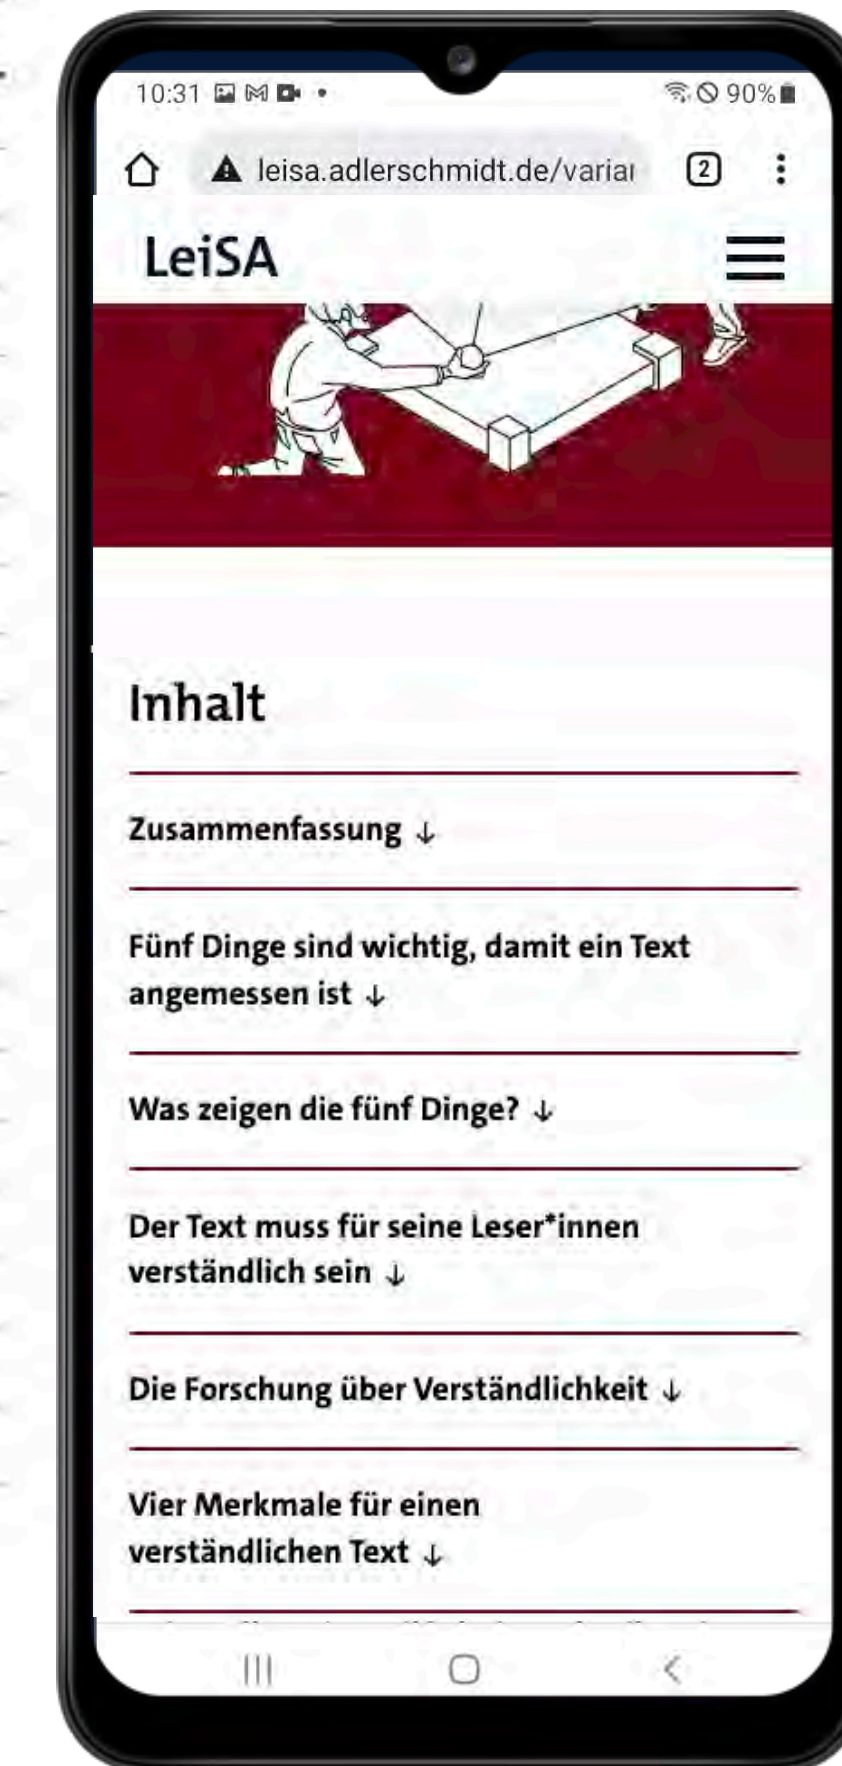 10:31
90%
leisa.adlerschmidt.de/variar
2
LeiSA
Inhalt
Zusammenfassung ↓
Fünf Dinge sind wichtig, damit ein Text
angemessen ist ↓
Was zeigen die fünf Dinge? ↓
Der Text muss für seine Leser*innen
verständlich sein ↓
Die Forschung über Verständlichkeit ↓
Vier Merkmale für einen
verständlichen Text ↓